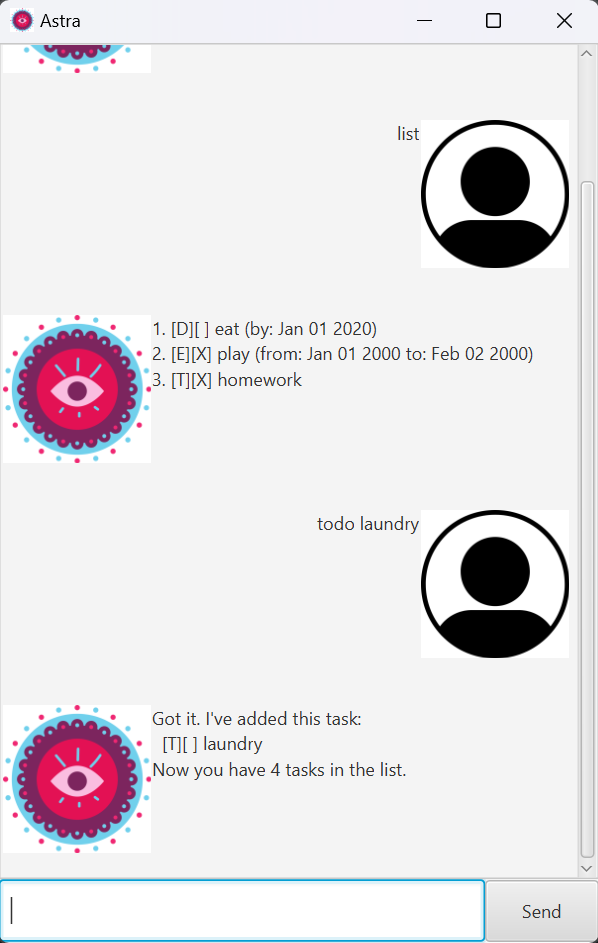 Astra
list
1. [D][ ] eat (by: Jan 01 2020)
2. [E][X] play (from: Jan 01 2000 to: Feb 02 2000)
3. [T][X] homework
todo laundry
Got it. I've added this task:
[T][ ] laundry
Now you have 4 tasks in the list.
Send